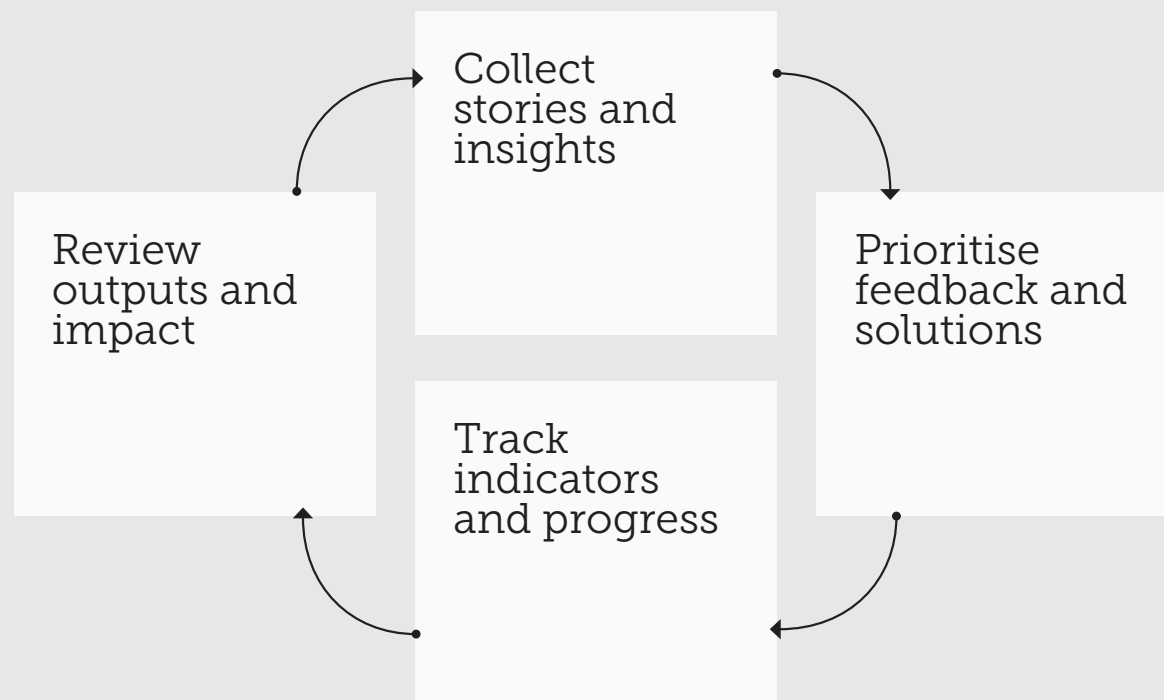 Collect
stories and
insights
Review
outputs and
impact
Prioritise
feedback and
solutions
Track
indicators
and progress